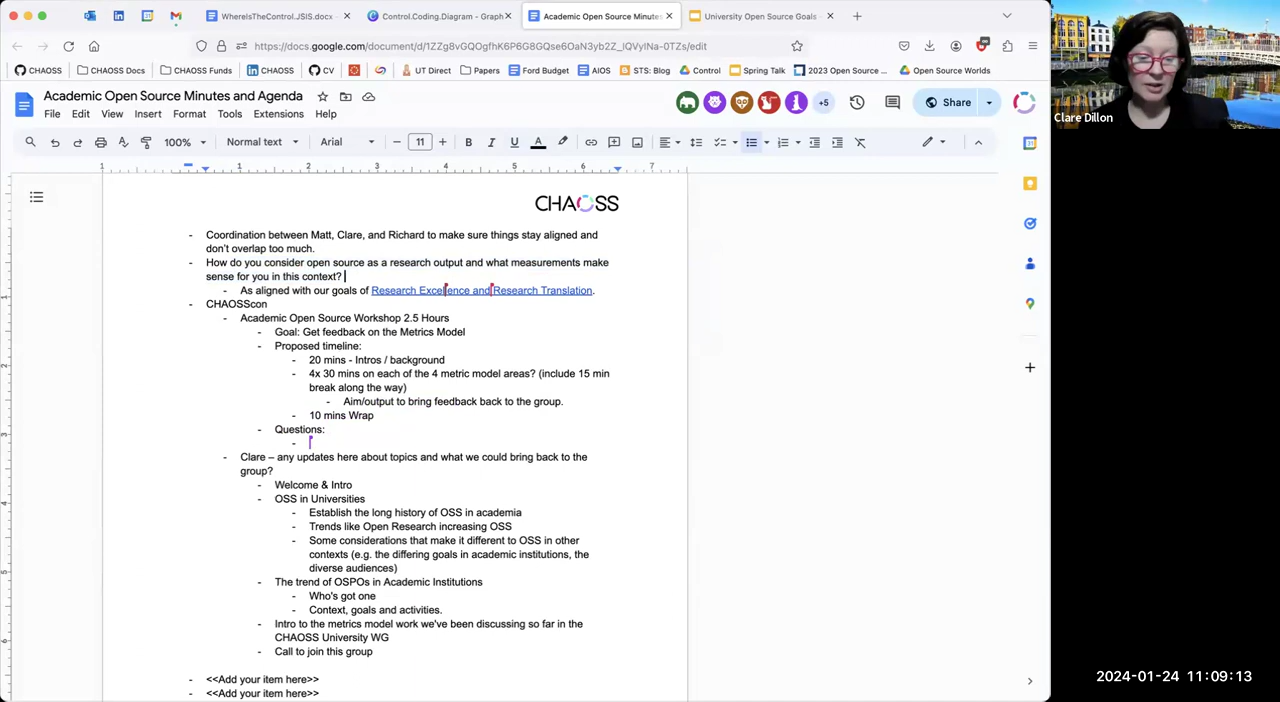 WhereIsTheControl.JSIS.docx
Control.Coding.Diagram - Graph
Academic Open Source Minutes
University Open Source Goals -
https://docs.google.com/document/d/1ZZg8vGQOgfhK6P6G8GQse6DaN3yb2Z_lQVyINa-0TZs/edit
CHAOSS
CHAOSS Docs
CHAOSS Funds
CHAOSS
CV
UT Direct
Papers
Ford Budget
AIOS
STS: Blog
Control
Spring Talk
2023 Open Source ...
Open Source Worlds
Academic Open Source Minutes and Agenda
File Edit View Insert Format Tools Extensions Help
+5
Share
100%
Normal text
Arial
11
B I U A
1 1 2 3 4 5 6 7
CHAOSS
- Coordination between Matt, Clare, and Richard to make sure things stay aligned and
don't overlap too much.
- How do you consider open source as a research output and what measurements make
sense for you in this context?
- As aligned with our goals of Research Excellence and Research Translation.
- CHAOSScon
- Academic Open Source Workshop 2.5 Hours
- Goal: Get feedback on the Metrics Model
- Proposed timeline:
- 20 mins - Intros / background
- 4x 30 mins on each of the 4 metric model areas? (include 15 min
break along the way)
- Aim/output to bring feedback back to the group.
- 10 mins Wrap
- Questions:
-
- Clare – any updates here about topics and what we could bring back to the
group?
- Welcome & Intro
- OSS in Universities
- Establish the long history of OSS in academia
- Trends like Open Research increasing OSS
- Some considerations that make it different to OSS in other
contexts (e.g. the differing goals in academic institutions, the
diverse audiences)
- The trend of OSPOs in Academic Institutions
- Who's got one
- Context, goals and activities.
- Intro to the metrics model work we've been discussing so far in the
CHAOSS University WG
- Call to join this group
- <<Add your item here>>
- <<Add your item here>>
Clare Dillon
2024-01-24 11:09:13